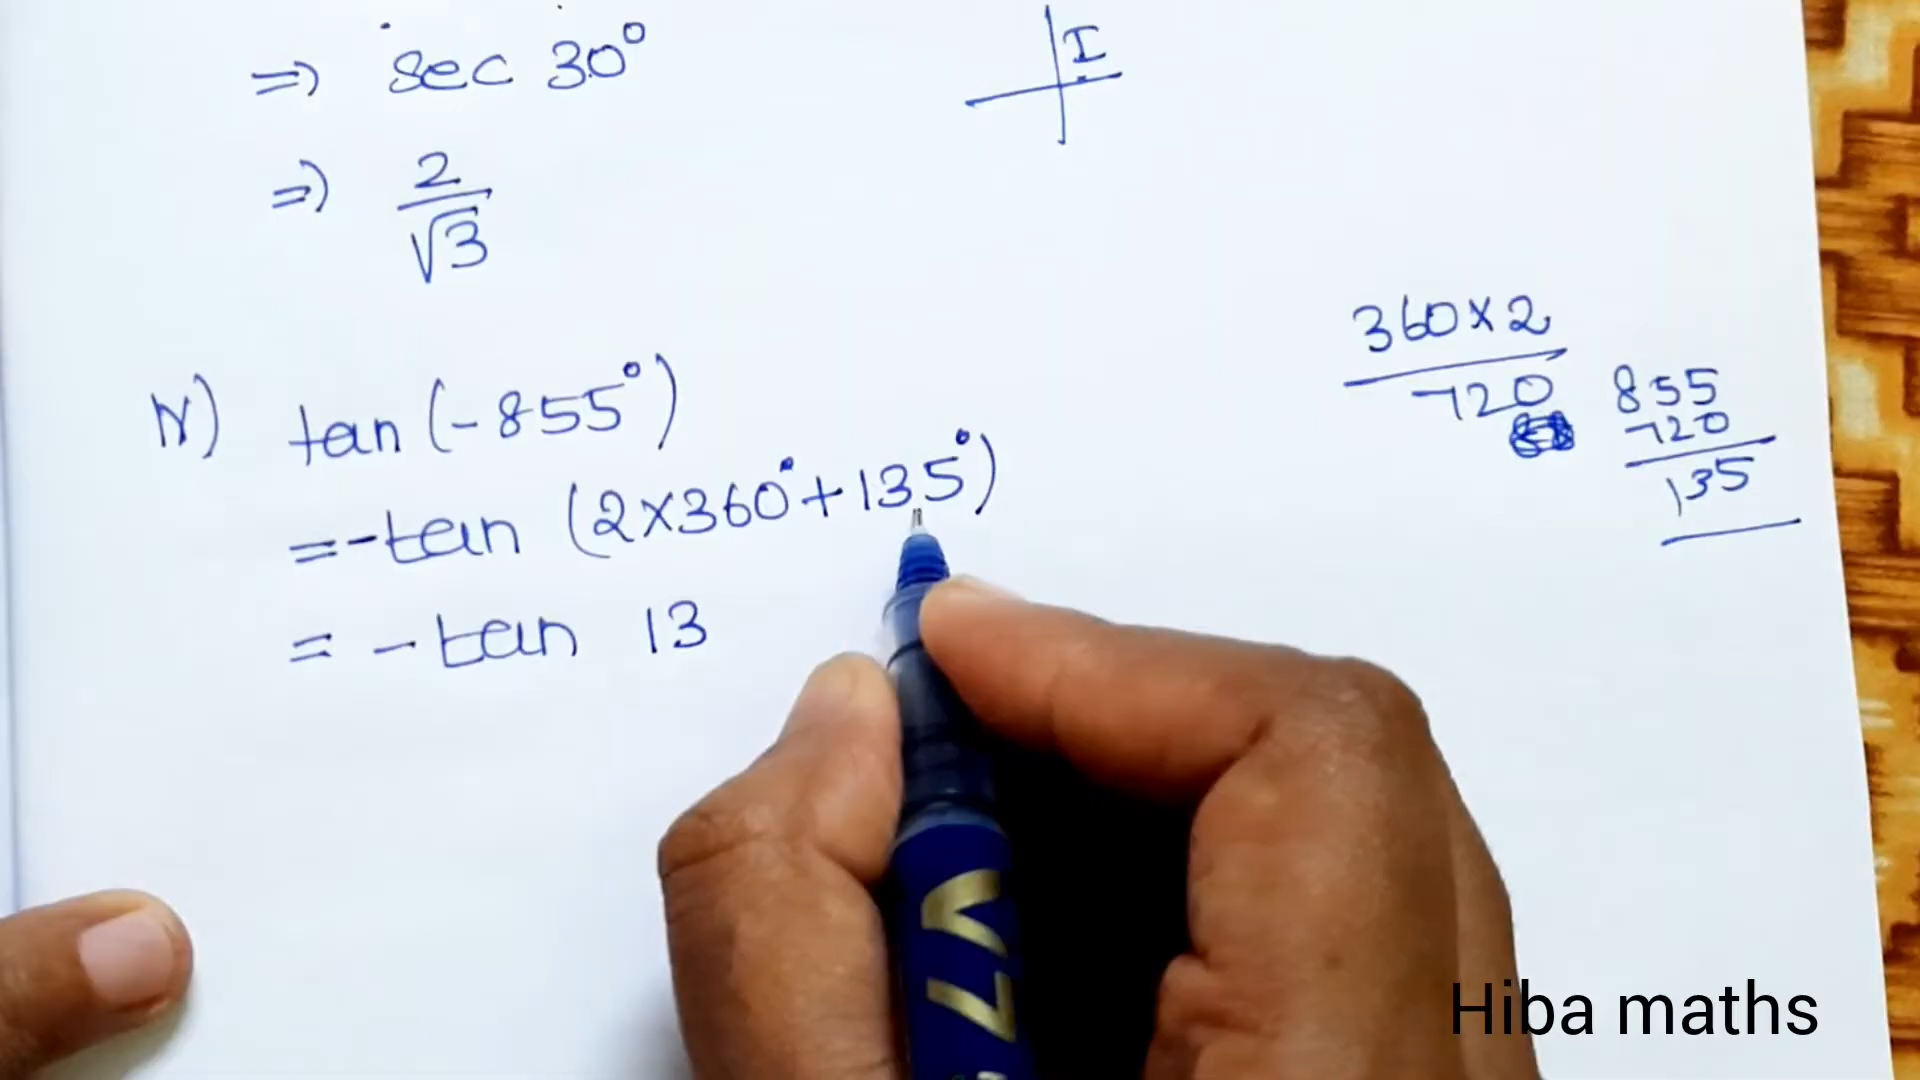 => sec 30°
I
=> 2/√3
360×2
720
855
720
135
IV) tan (-855°)
= -tan (2×360°+135°)
= - tan 13
V7
Hiba maths